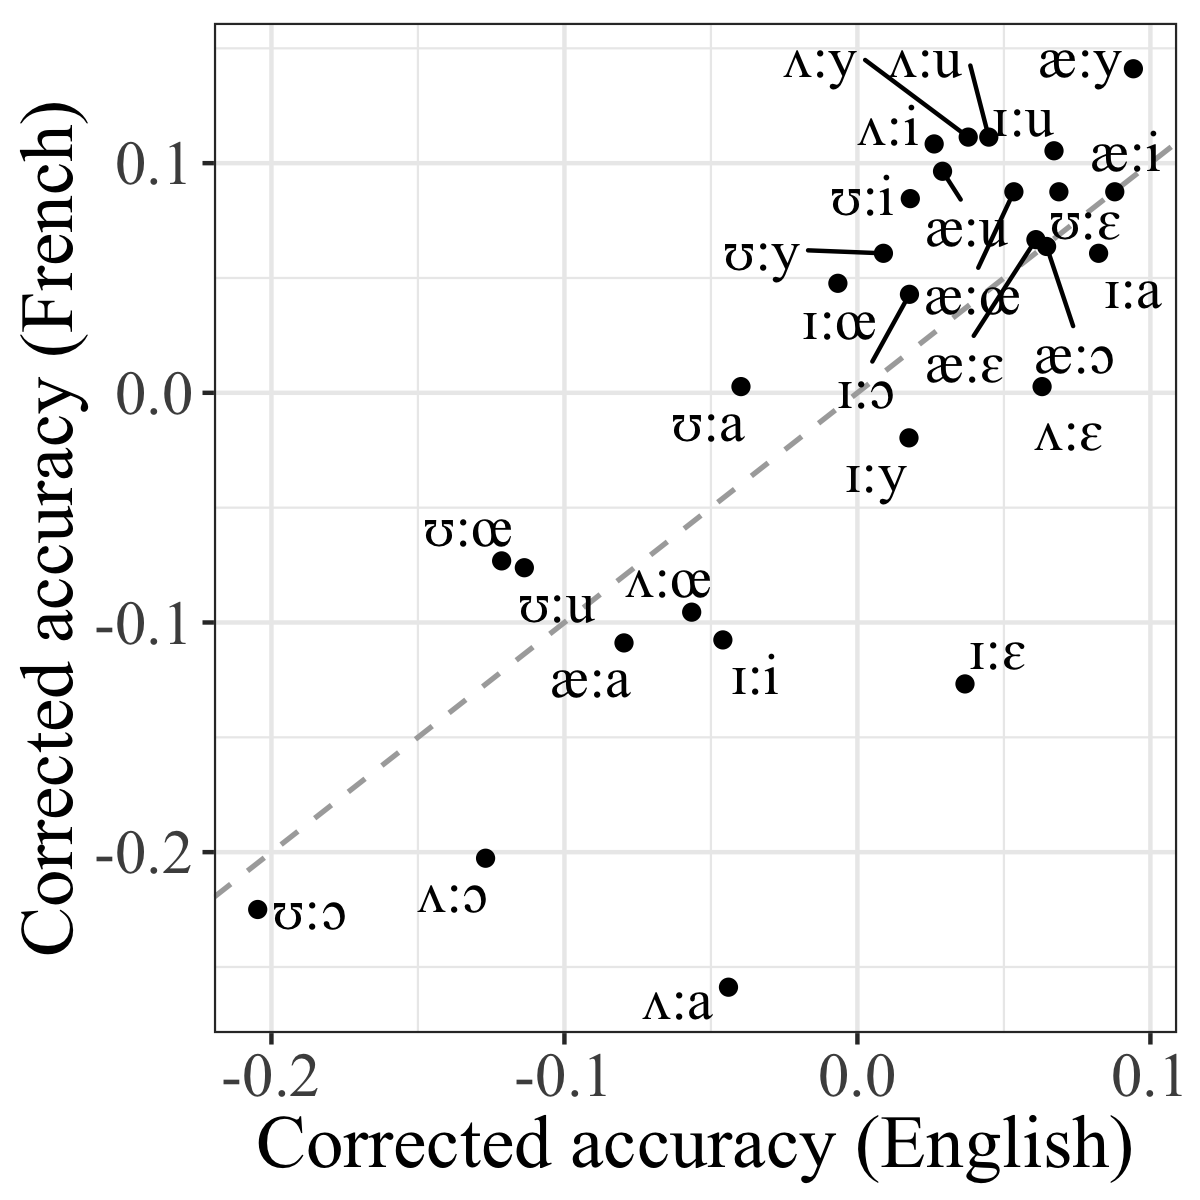 ʌ:y
ʌ:u
æ:y
ɪ:u
ʌ:i
æ:i
ʊ:i
æ:u
ʊ:ɛ
ʊ:y
ɪ:a
æ:œ
ɪ:œ
æ:ɔ
æ:ɛ
ɪ:ɔ
ʊ:a
ʌ:ɛ
ɪ:y
ʊ:œ
ʌ:œ
ʊ:u
ɪ:ɛ
æ:a
ɪ:i
ʌ:ɔ
ʊ:ɔ
ʌ:a
0.1
0.0
-0.1
-0.2
Corrected accuracy (French)
-0.2
-0.1
0.0
0.1
Corrected accuracy (English)